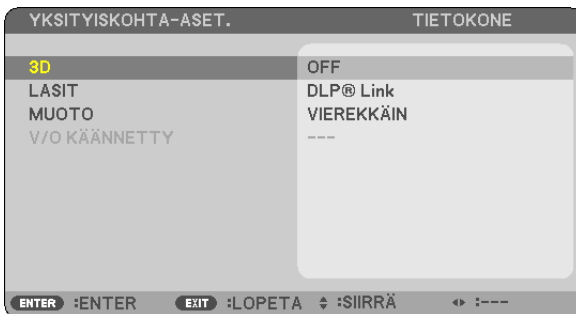 YKSITYISKOHTA-ASET. TIETOKONE
3D OFF
LASIT DLP® Link
MUOTO VIEREKKÄIN
V/O KÄÄNNETTY ---
ENTER :ENTER EXIT :LOPETA :SIIRRÄ :---